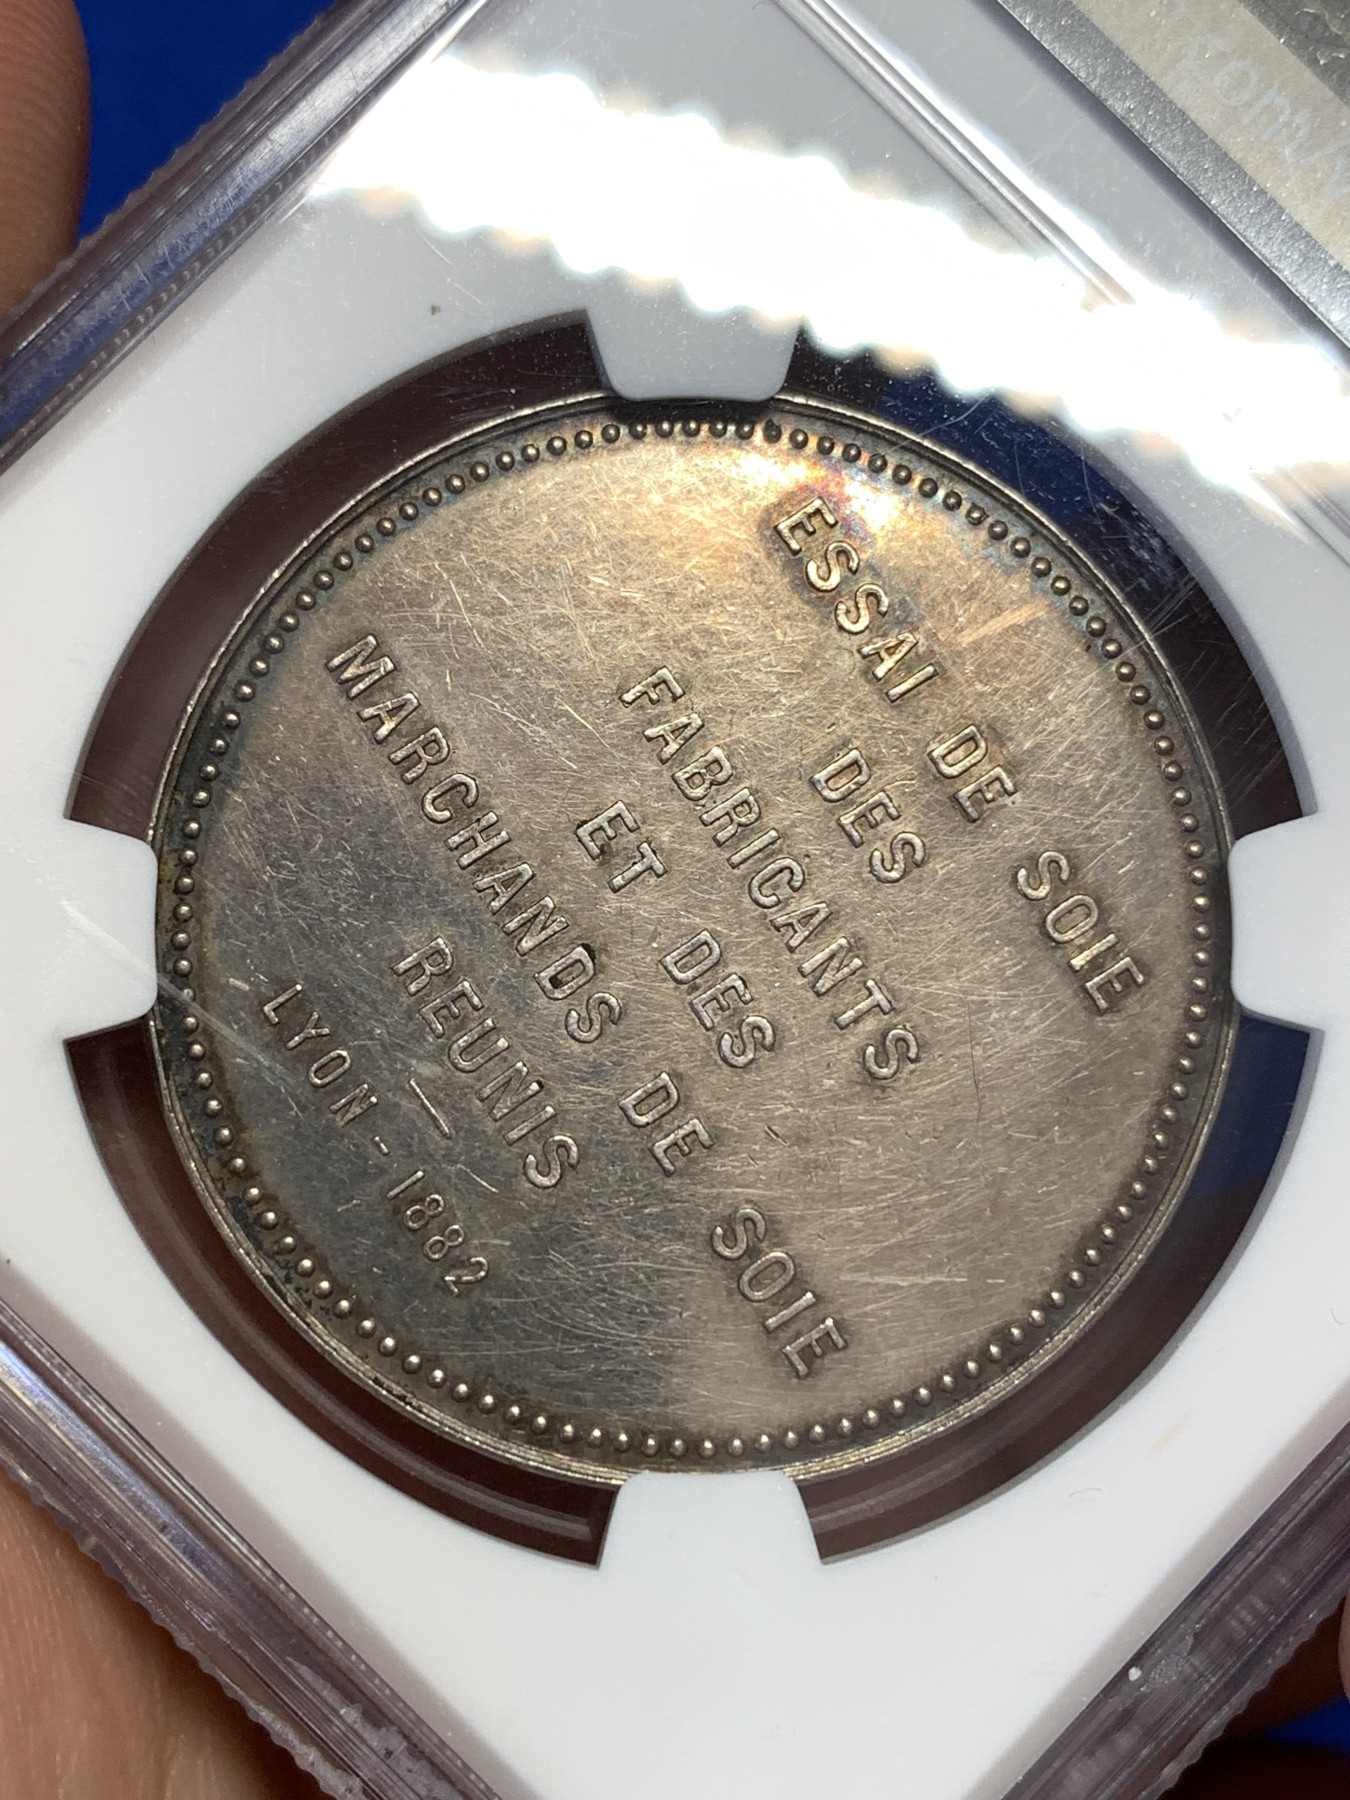 ESSAI DE SOIE
DES
FABRICANTS
ET DES
MARCHANDS DE SOIE
REUNIS
—
LYON - 1882